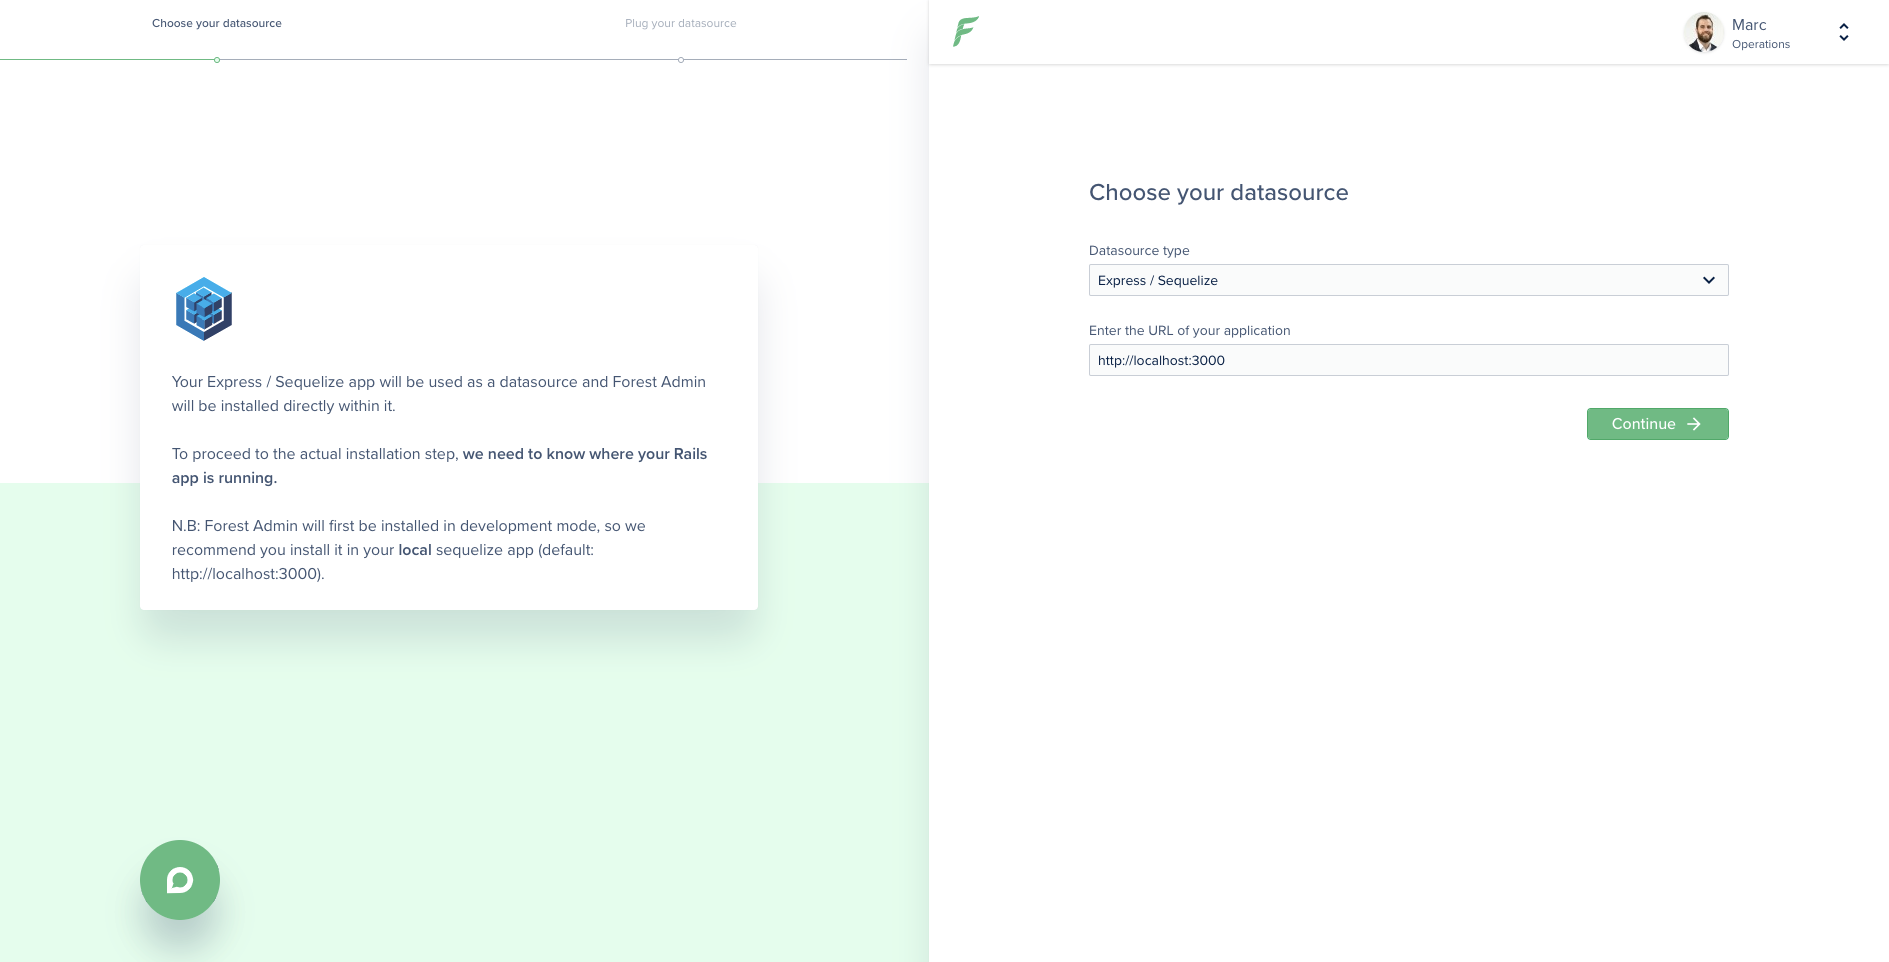 Choose your datasource
Plug your datasource
Marc
Operations
Your Express / Sequelize app will be used as a datasource and Forest Admin
will be installed directly within it.
To proceed to the actual installation step, we need to know where your Rails
app is running.
N.B: Forest Admin will first be installed in development mode, so we
recommend you install it in your local sequelize app (default:
http://localhost:3000).
Choose your datasource
Datasource type
Express / Sequelize
Enter the URL of your application
http://localhost:3000
Continue